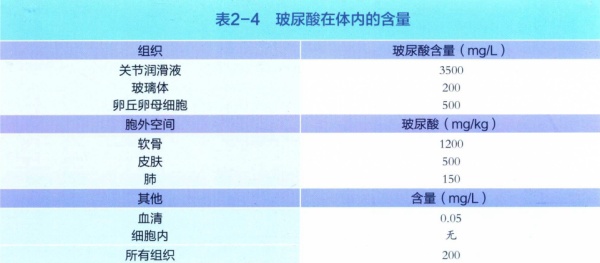 表2-4 玻尿酸在体内的含量
组织 玻尿酸含量（mg/L）
关节润滑液 3500
玻璃体 200
卵丘卵母细胞 500
胞外空间 玻尿酸（mg/kg）
软骨 1200
皮肤 500
肺 150
其他 含量（mg/L）
血清 0.05
细胞内 无
所有组织 200